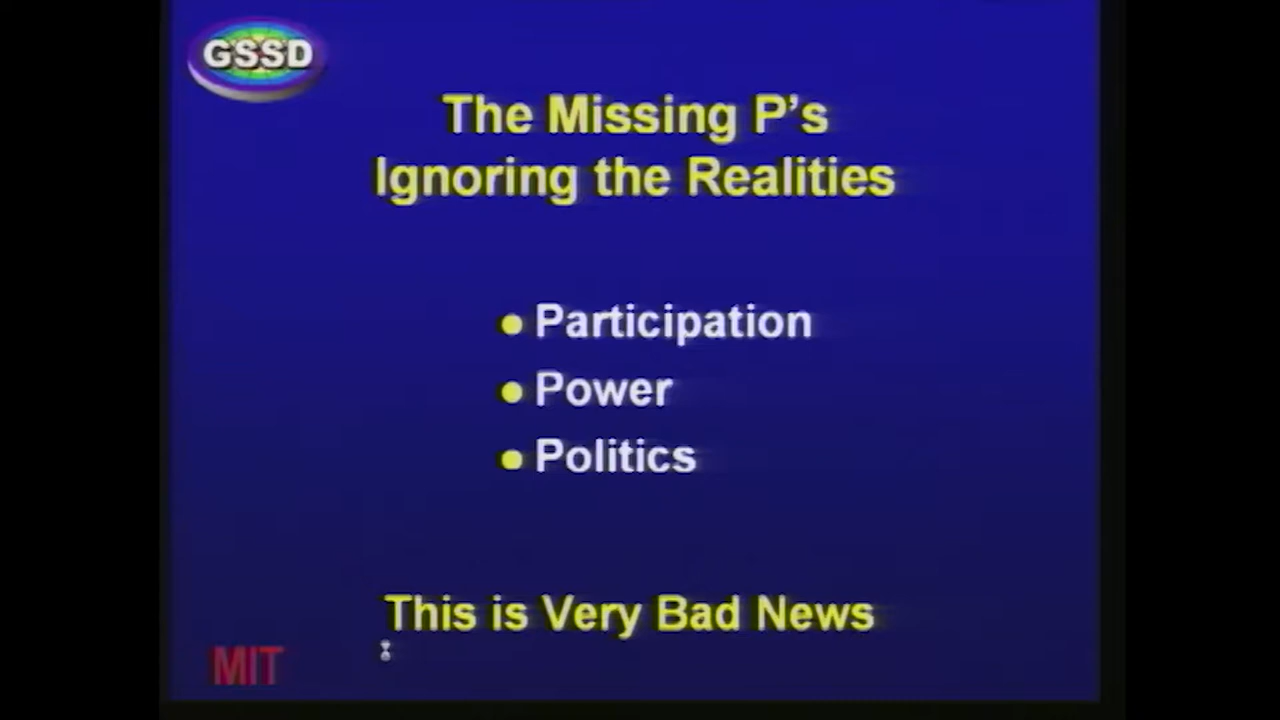 GSSD
The Missing P’s
Ignoring the Realities
Participation
Power
Politics
This is Very Bad News
MIT